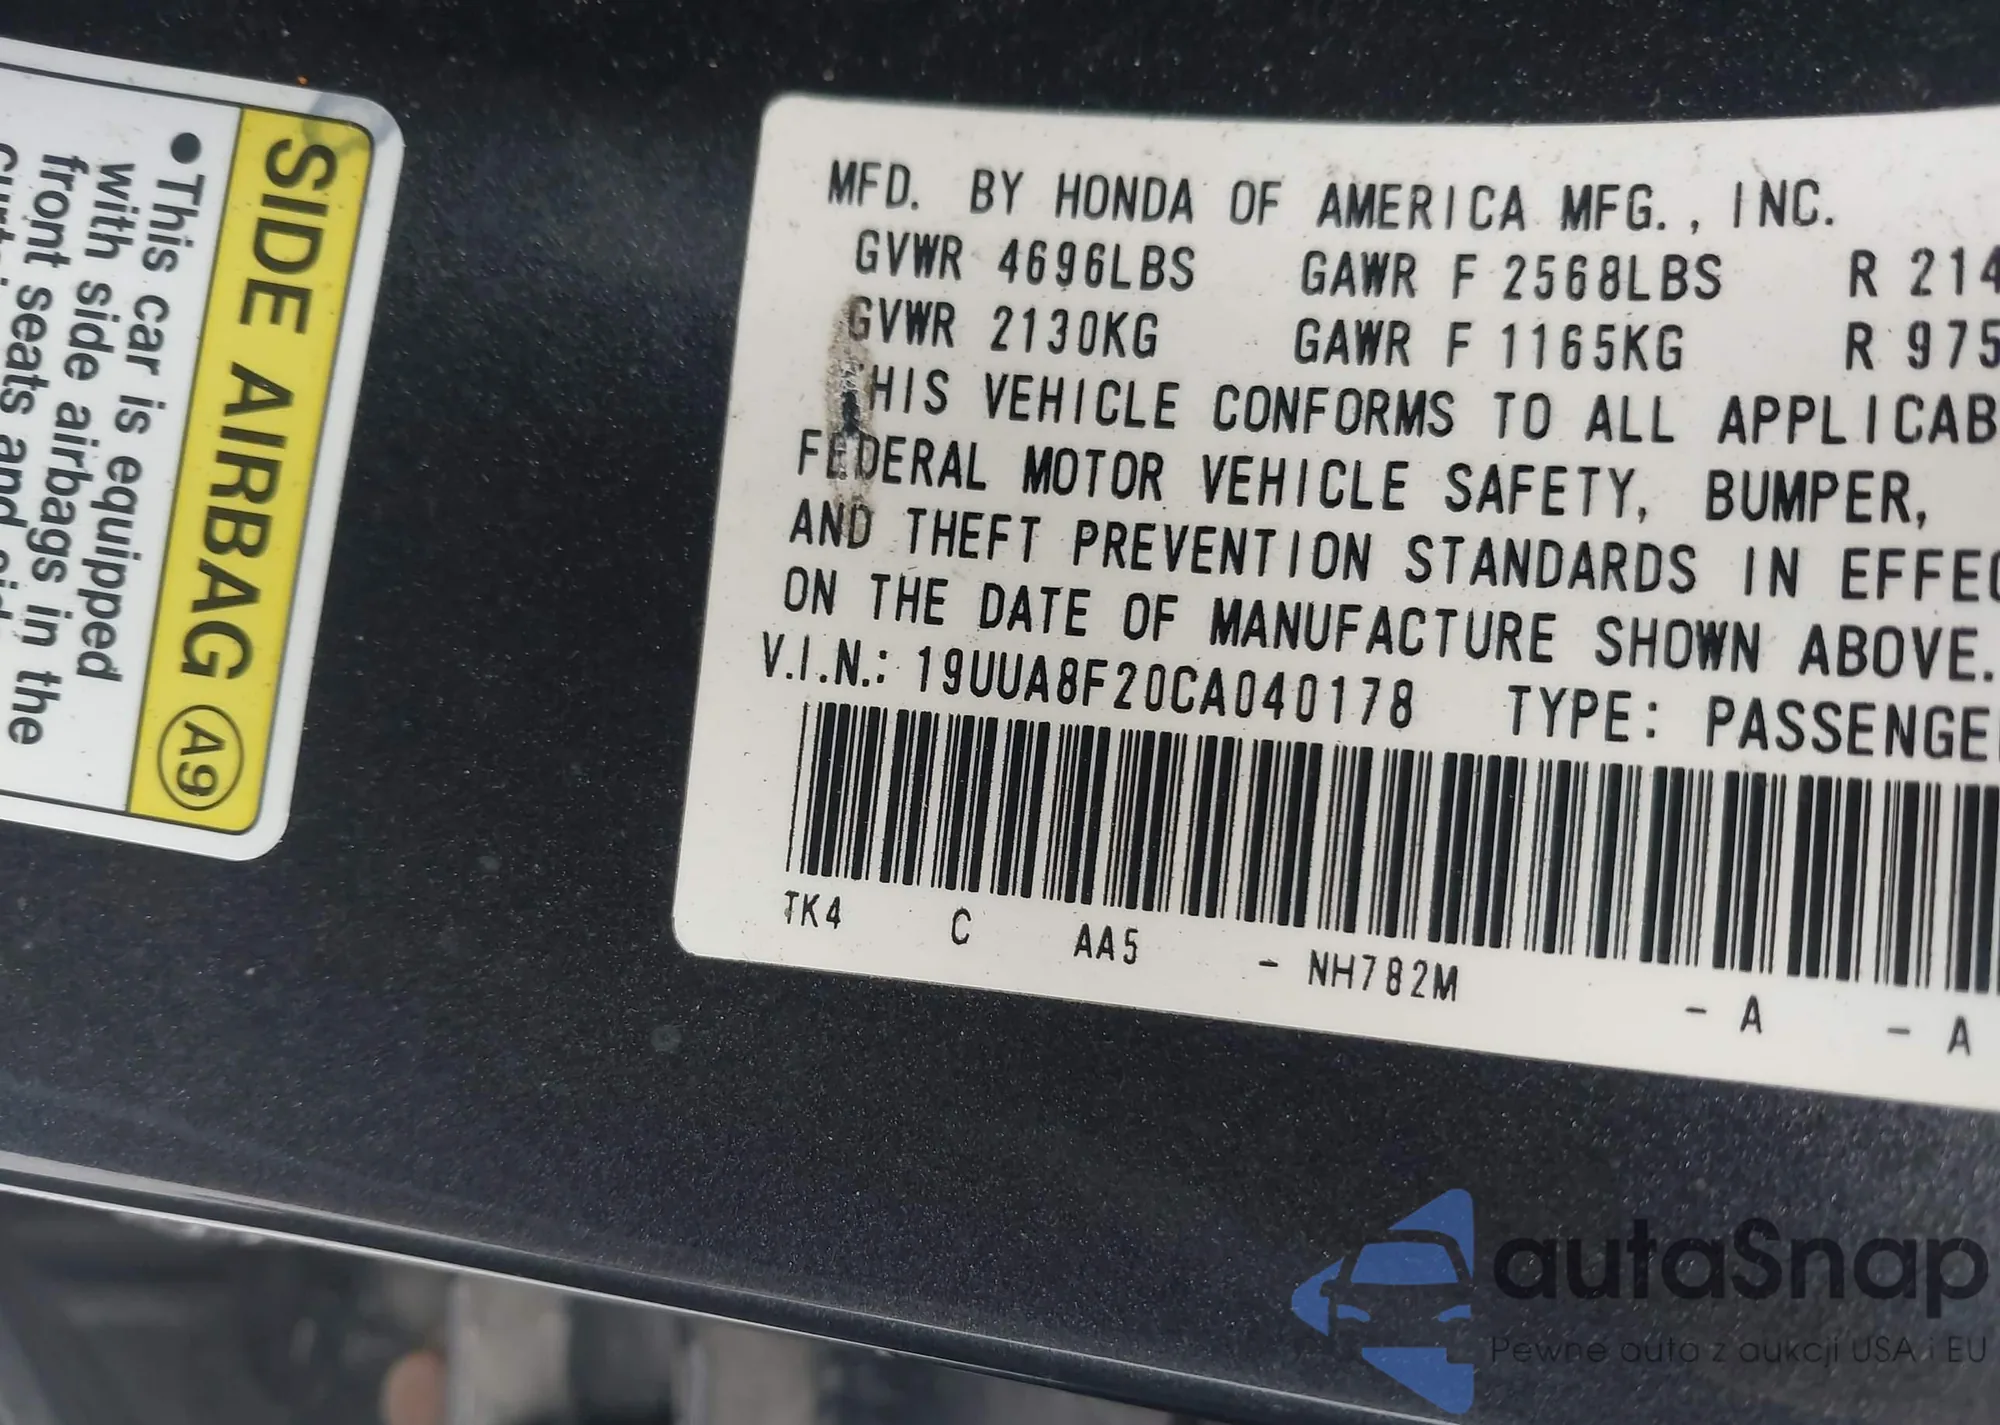 SIDE AIRBAG A9
•This car is equipped
with side airbags in
front seats and
the
MFD. BY HONDA OF AMERICA MFG., INC.
GVWR 4696LBS GAWR F 2568LBS R 214
GVWR 2130KG GAWR F 1165KG R 975
THIS VEHICLE CONFORMS TO ALL APPLICAB
FEDERAL MOTOR VEHICLE SAFETY, BUMPER,
AND THEFT PREVENTION STANDARDS IN EFFEC
ON THE DATE OF MANUFACTURE SHOWN ABOVE.
V.I.N.: 19UUA8F20CA040178 TYPE: PASSENGE
TK4 C AA5 - NH782M - A - A
autaSnap
Pewne auta z aukcji USA i EU